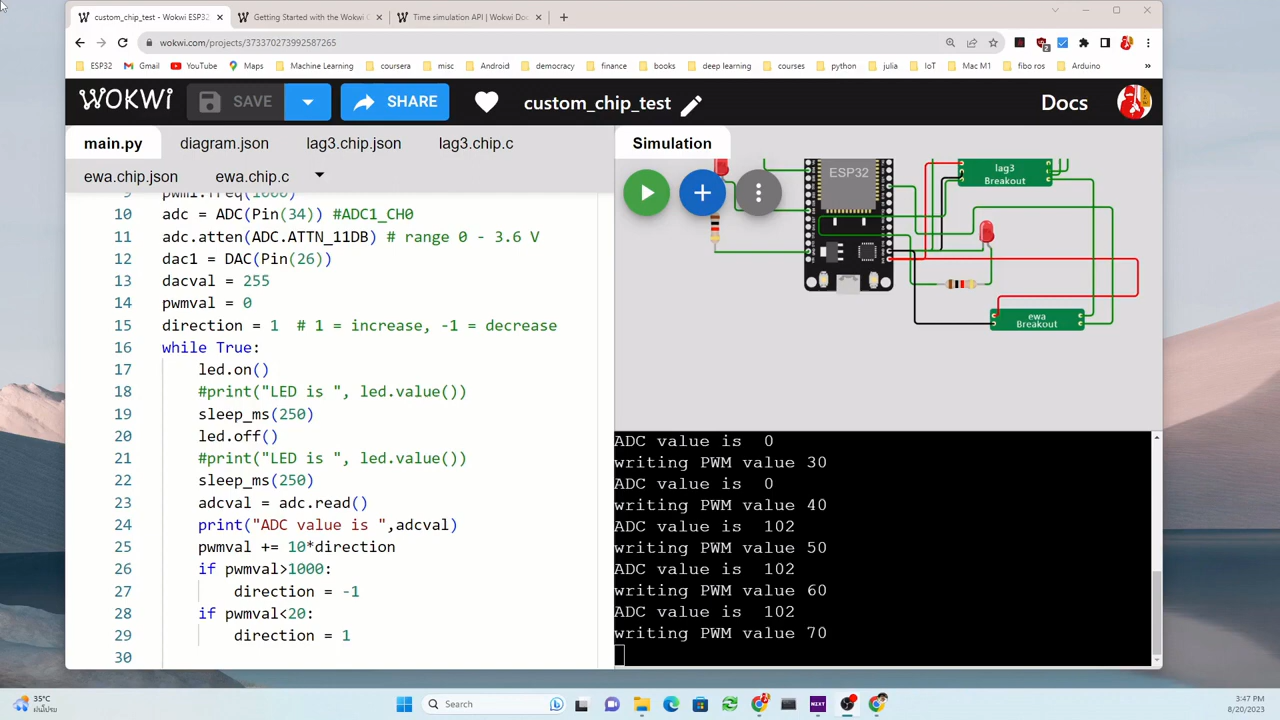 custom_chip_test - Wokwi ESP32
Getting Started with the Wokwi C
Time simulation API | Wokwi Doc
wokwi.com/projects/373370273992587265
ESP32
Gmail
YouTube
Maps
Machine Learning
coursera
misc
Android
democracy
finance
books
deep learning
courses
python
julia
IoT
Mac M1
fibo ros
Arduino
»
WOKWI
SAVE
SHARE
custom_chip_test
Docs
main.py
diagram.json
lag3.chip.json
lag3.chip.c
ewa.chip.json
ewa.chip.c
9 pwm1.freq(1000)
10 adc = ADC(Pin(34)) #ADC1_CH0
11 adc.atten(ADC.ATTN_11DB) # range 0 - 3.6 V
12 dac1 = DAC(Pin(26))
13 dacval = 255
14 pwmval = 0
15 direction = 1 # 1 = increase, -1 = decrease
16 while True:
17 led.on()
18 #print("LED is ", led.value())
19 sleep_ms(250)
20 led.off()
21 #print("LED is ", led.value())
22 sleep_ms(250)
23 adcval = adc.read()
24 print("ADC value is ",adcval)
25 pwmval += 10*direction
26 if pwmval>1000:
27 direction = -1
28 if pwmval<20:
29 direction = 1
30
Simulation
ESP32
lag3
Breakout
ewa
Breakout
ADC value is  0
writing PWM value 30
ADC value is  0
writing PWM value 40
ADC value is  102
writing PWM value 50
ADC value is  102
writing PWM value 60
ADC value is  102
writing PWM value 70
35°C
Search
3:47 PM
8/20/2023